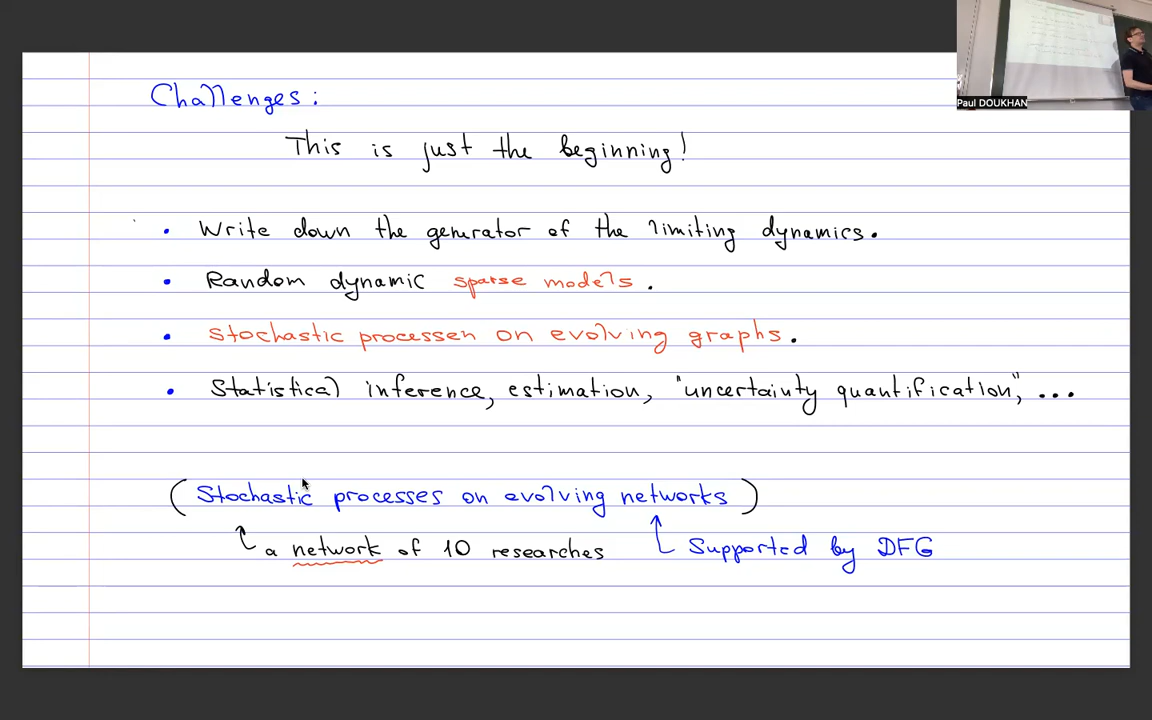 Challenges:
This is just the beginning!
• Write down the generator of the limiting dynamics.
• Random dynamic sparse models.
• Stochastic processen on evolving graphs.
• Statistical inference, estimation, "uncertainty quantification", ...
(Stochastic processes on evolving networks)
a network of 10 researches
Supported by DFG
Paul DOUKHAN